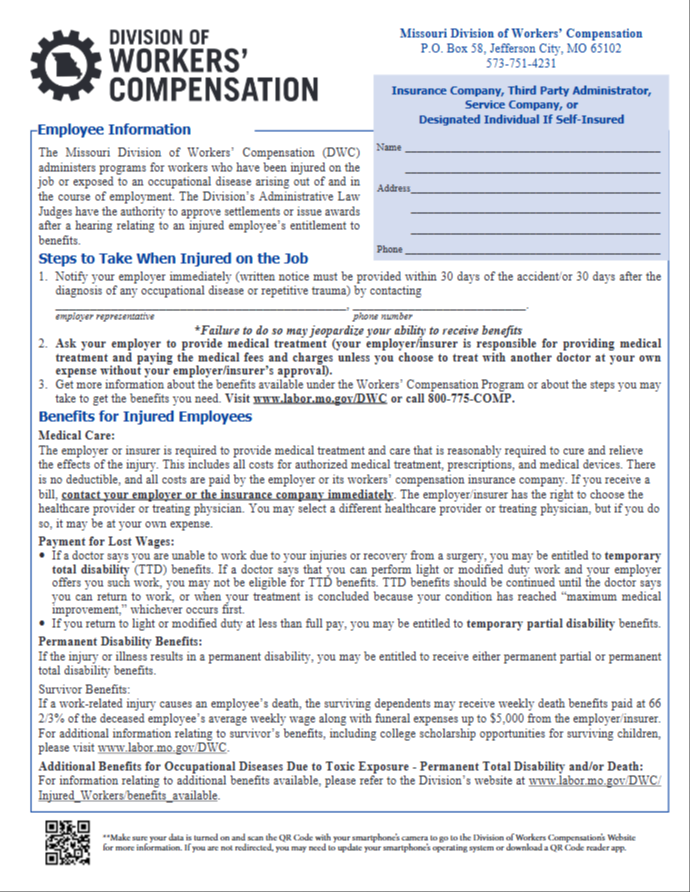 DIVISION OF
WORKERS'
COMPENSATION
Missouri Division of Workers' Compensation
P.O. Box 58, Jefferson City, MO 65102
573-751-4231
Insurance Company, Third Party Administrator,
Service Company, or
Designated Individual If Self-Insured
Name
Address
Phone
Employee Information
The Missouri Division of Workers' Compensation (DWC)
administers programs for workers who have been injured on the
job or exposed to an occupational disease arising out of and in
the course of employment. The Division's Administrative Law
Judges have the authority to approve settlements or issue awards
after a hearing relating to an injured employee's entitlement to
benefits.
Steps to Take When Injured on the Job
1. Notify your employer immediately (written notice must be provided within 30 days of the accident/or 30 days after the
diagnosis of any occupational disease or repetitive trauma) by contacting
______, ______.
employer representative phone number
*Failure to do so may jeopardize your ability to receive benefits
2. Ask your employer to provide medical treatment (your employer/insurer is responsible for providing medical
treatment and paying the medical fees and charges unless you choose to treat with another doctor at your own
expense without your employer/insurer's approval).
3. Get more information about the benefits available under the Workers' Compensation Program or about the steps you may
take to get the benefits you need. Visit www.labor.mo.gov/DWC or call 800-775-COMP.
Benefits for Injured Employees
Medical Care:
The employer or insurer is required to provide medical treatment and care that is reasonably required to cure and relieve
the effects of the injury. This includes all costs for authorized medical treatment, prescriptions, and medical devices. There
is no deductible, and all costs are paid by the employer or its workers' compensation insurance company. If you receive a
bill, contact your employer or the insurance company immediately. The employer/insurer has the right to choose the
healthcare provider or treating physician. You may select a different healthcare provider or treating physician, but if you do
so, it may be at your own expense.
Payment for Lost Wages:
• If a doctor says you are unable to work due to your injuries or recovery from a surgery, you may be entitled to temporary
total disability (TTD) benefits. If a doctor says that you can perform light or modified duty work and your employer
offers you such work, you may not be eligible for TTD benefits. TTD benefits should be continued until the doctor says
you can return to work, or when your treatment is concluded because your condition has reached "maximum medical
improvement," whichever occurs first.
• If you return to light or modified duty at less than full pay, you may be entitled to temporary partial disability benefits.
Permanent Disability Benefits:
If the injury or illness results in a permanent disability, you may be entitled to receive either permanent partial or permanent
total disability benefits.
Survivor Benefits:
If a work-related injury causes an employee's death, the surviving dependents may receive weekly death benefits paid at 66
2/3% of the deceased employee's average weekly wage along with funeral expenses up to $5,000 from the employer/insurer.
For additional information relating to survivor's benefits, including college scholarship opportunities for surviving children,
please visit www.labor.mo.gov/DWC.
Additional Benefits for Occupational Diseases Due to Toxic Exposure - Permanent Total Disability and/or Death:
For information relating to additional benefits available, please refer to the Division's website at www.labor.mo.gov/DWC/
Injured_Workers/benefits_available.
**Make sure your data is turned on and scan the QR Code with your smartphone's camera to go to the Division of Workers Compensation's Website
for more information. If you are not redirected, you may need to update your smartphone's operating system or download a QR Code reader app.